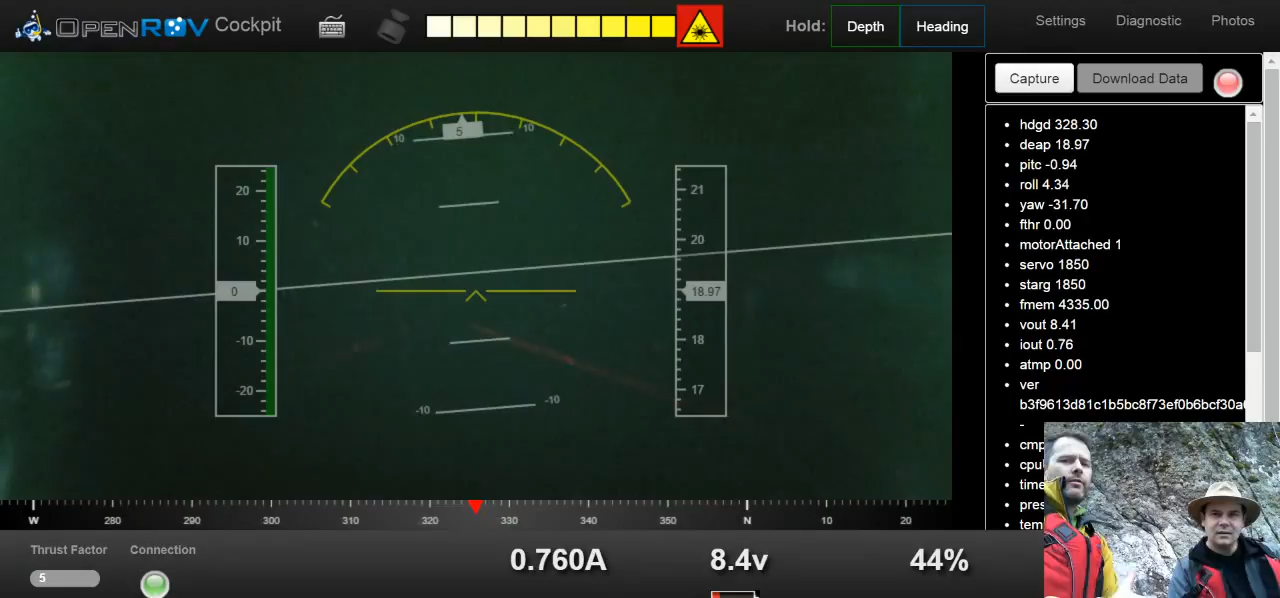 OPENROV Cockpit
Hold: Depth Heading
Settings Diagnostic Photos
Capture Download Data
hdgd 328.30
deap 18.97
pitc -0.94
roll 4.34
yaw -31.70
fthr 0.00
motorAttached 1
servo 1850
starg 1850
fmem 4335.00
vout 8.41
iout 0.76
atmp 0.00
ver
b3f9613d81c1b5bc8f73ef0b6bcf30a
-
cmp
cpu
time
pres
tem
10 5 10
20
10
0
-10
-20
21
20
18.97
18
17
-10 -10
W 280 290 300 310 320 330 340 350 N 10 20
Thrust Factor Connection
5
0.760A 8.4v 44%